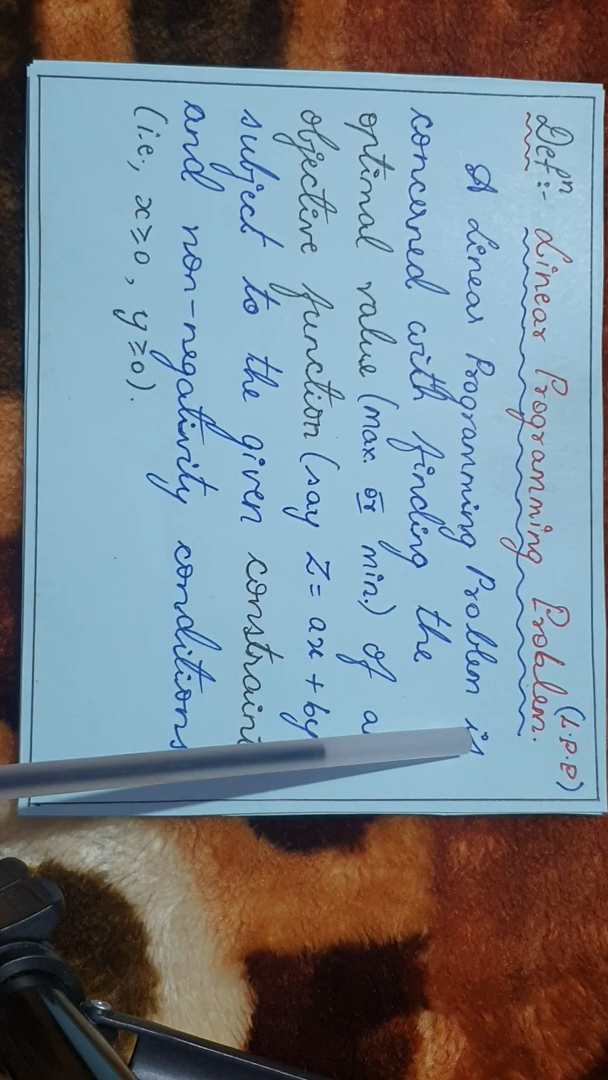 Defⁿ :- Linear Programming Problem. (L.P.P)
A Linear Programming Problem is
concerned with finding the
optimal value (max. or min.) of a
objective function (say Z = ax + by
subject to the given constraint
and non-negativity conditions
(i.e., x ≥ 0, y ≥ 0).